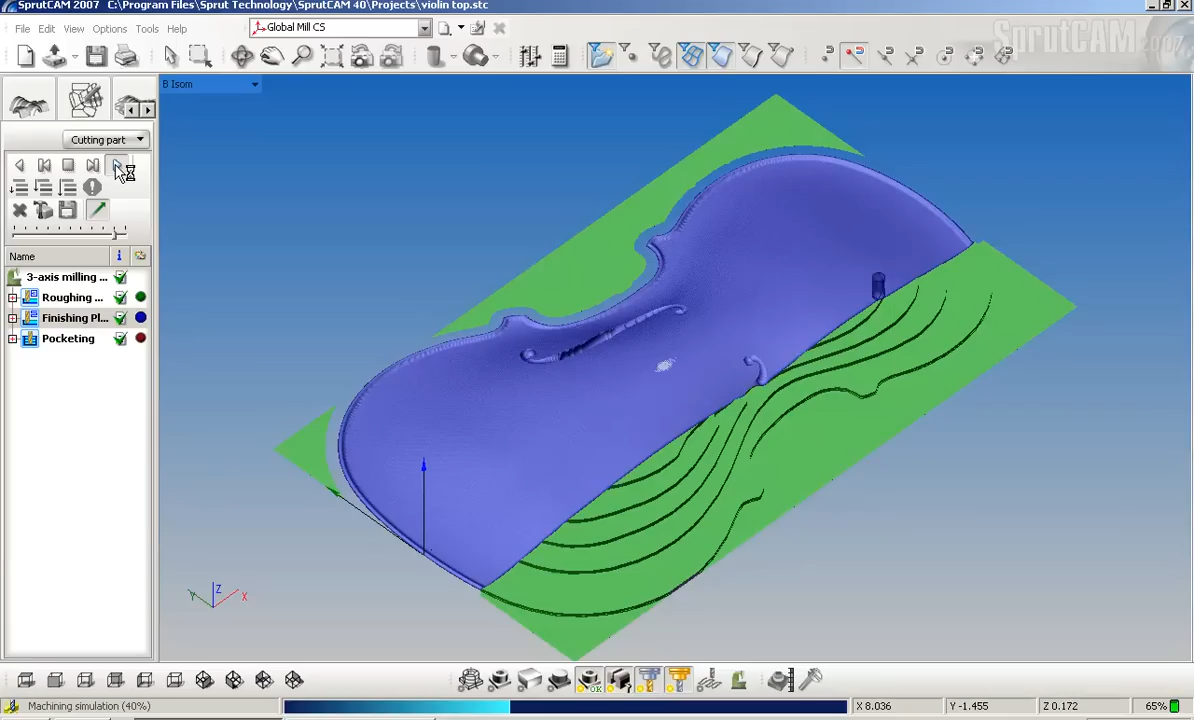 SprutCAM 2007  C:\Program Files\Sprut Technology\SprutCAM 40\Projects\violin top.stc
File Edit View Options Tools Help
Global Mill CS
SprutCAM 2007
B Isom
Cutting part
Name
3-axis milling ...
Roughing ...
Finishing Pl...
Pocketing
Z
Y
X
Machining simulation (40%)
X 8.036
Y -1.455
Z 0.172
65%